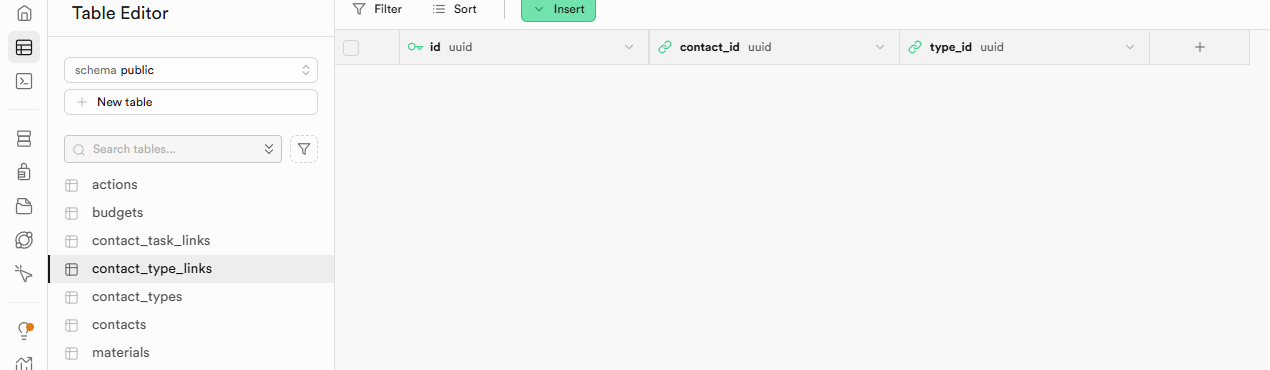 Table Editor
schema public
New table
Search tables...
actions
budgets
contact_task_links
contact_type_links
contact_types
contacts
materials
Filter Sort Insert
id uuid contact_id uuid type_id uuid